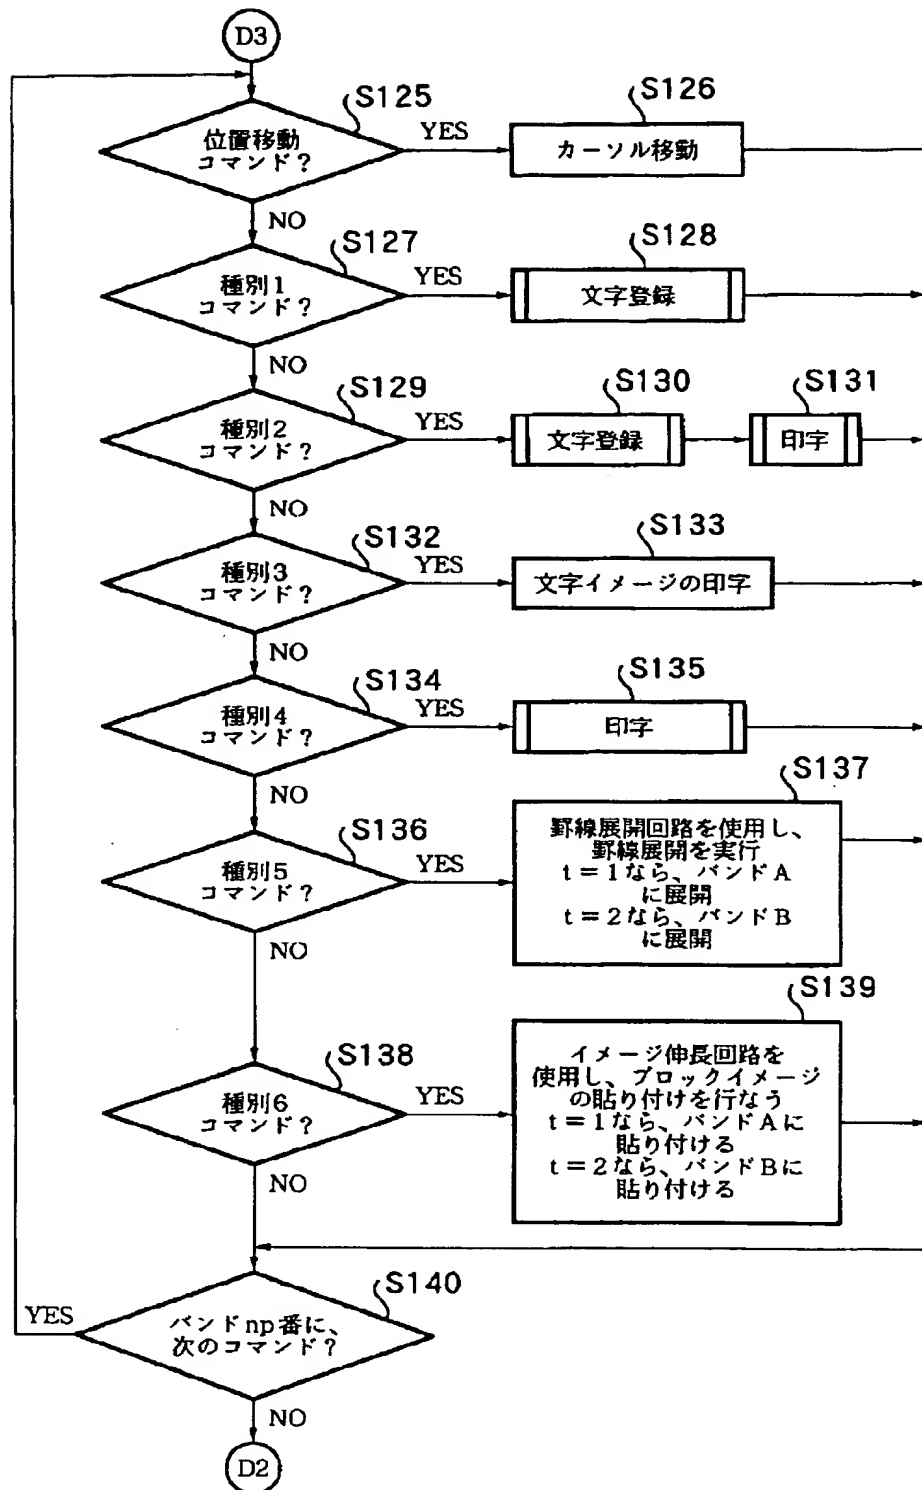 D3
S125
位置移動
コマンド?
YES
S126
カーソル移動
NO
S127
種別1
コマンド?
YES
S128
文字登録
NO
S129
種別2
コマンド?
YES
S130
文字登録
S131
印字
NO
S132
種別3
コマンド?
YES
S133
文字イメージの印字
NO
S134
種別4
コマンド?
YES
S135
印字
NO
S136
種別5
コマンド?
YES
S137
罫線展開回路を使用し、
罫線展開を実行
t=1なら、バンドA
に展開
t=2なら、バンドB
に展開
NO
S138
種別6
コマンド?
YES
S139
イメージ伸長回路を
使用し、ブロックイメージ
の貼り付けを行なう
t=1なら、バンドAに
貼り付ける
t=2なら、バンドBに
貼り付ける
NO
S140
バンドnp番に、
次のコマンド?
YES
NO
D2